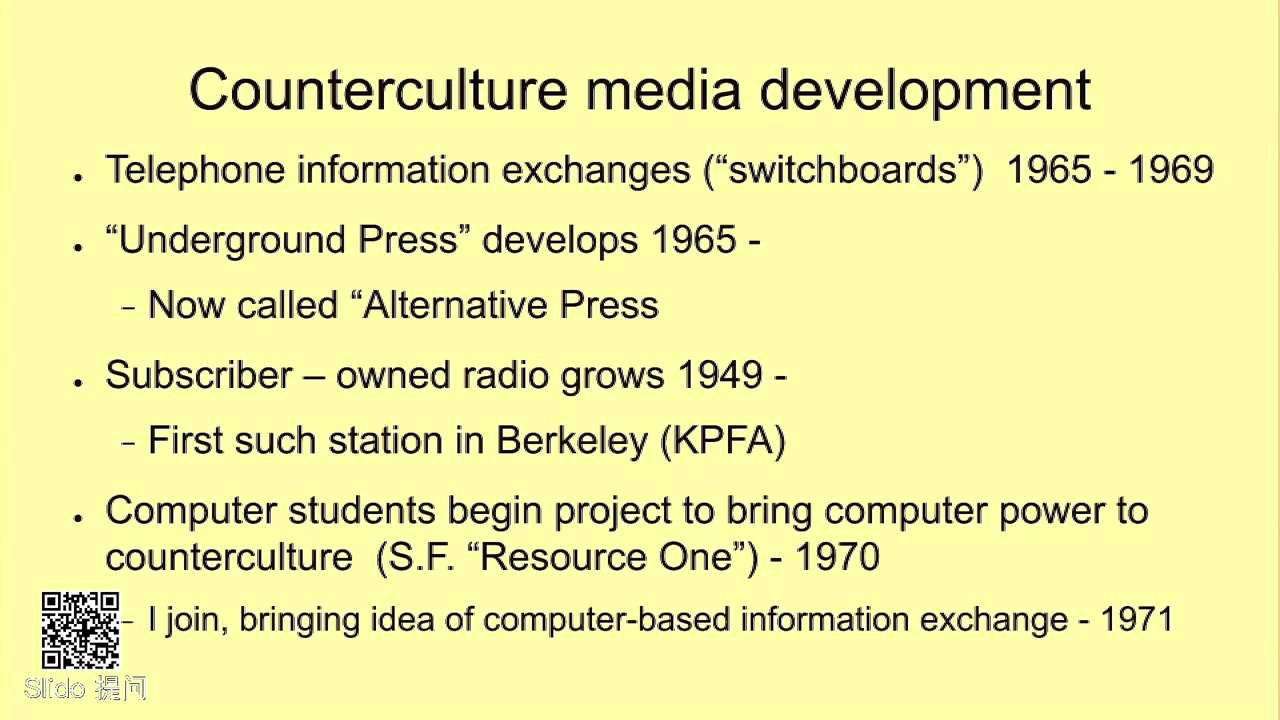 Counterculture media development
• Telephone information exchanges (“switchboards”) 1965 - 1969
• “Underground Press” develops 1965 -
– Now called “Alternative Press
• Subscriber – owned radio grows 1949 -
– First such station in Berkeley (KPFA)
• Computer students begin project to bring computer power to
counterculture (S.F. “Resource One”) - 1970
– I join, bringing idea of computer-based information exchange - 1971
Slido 提问